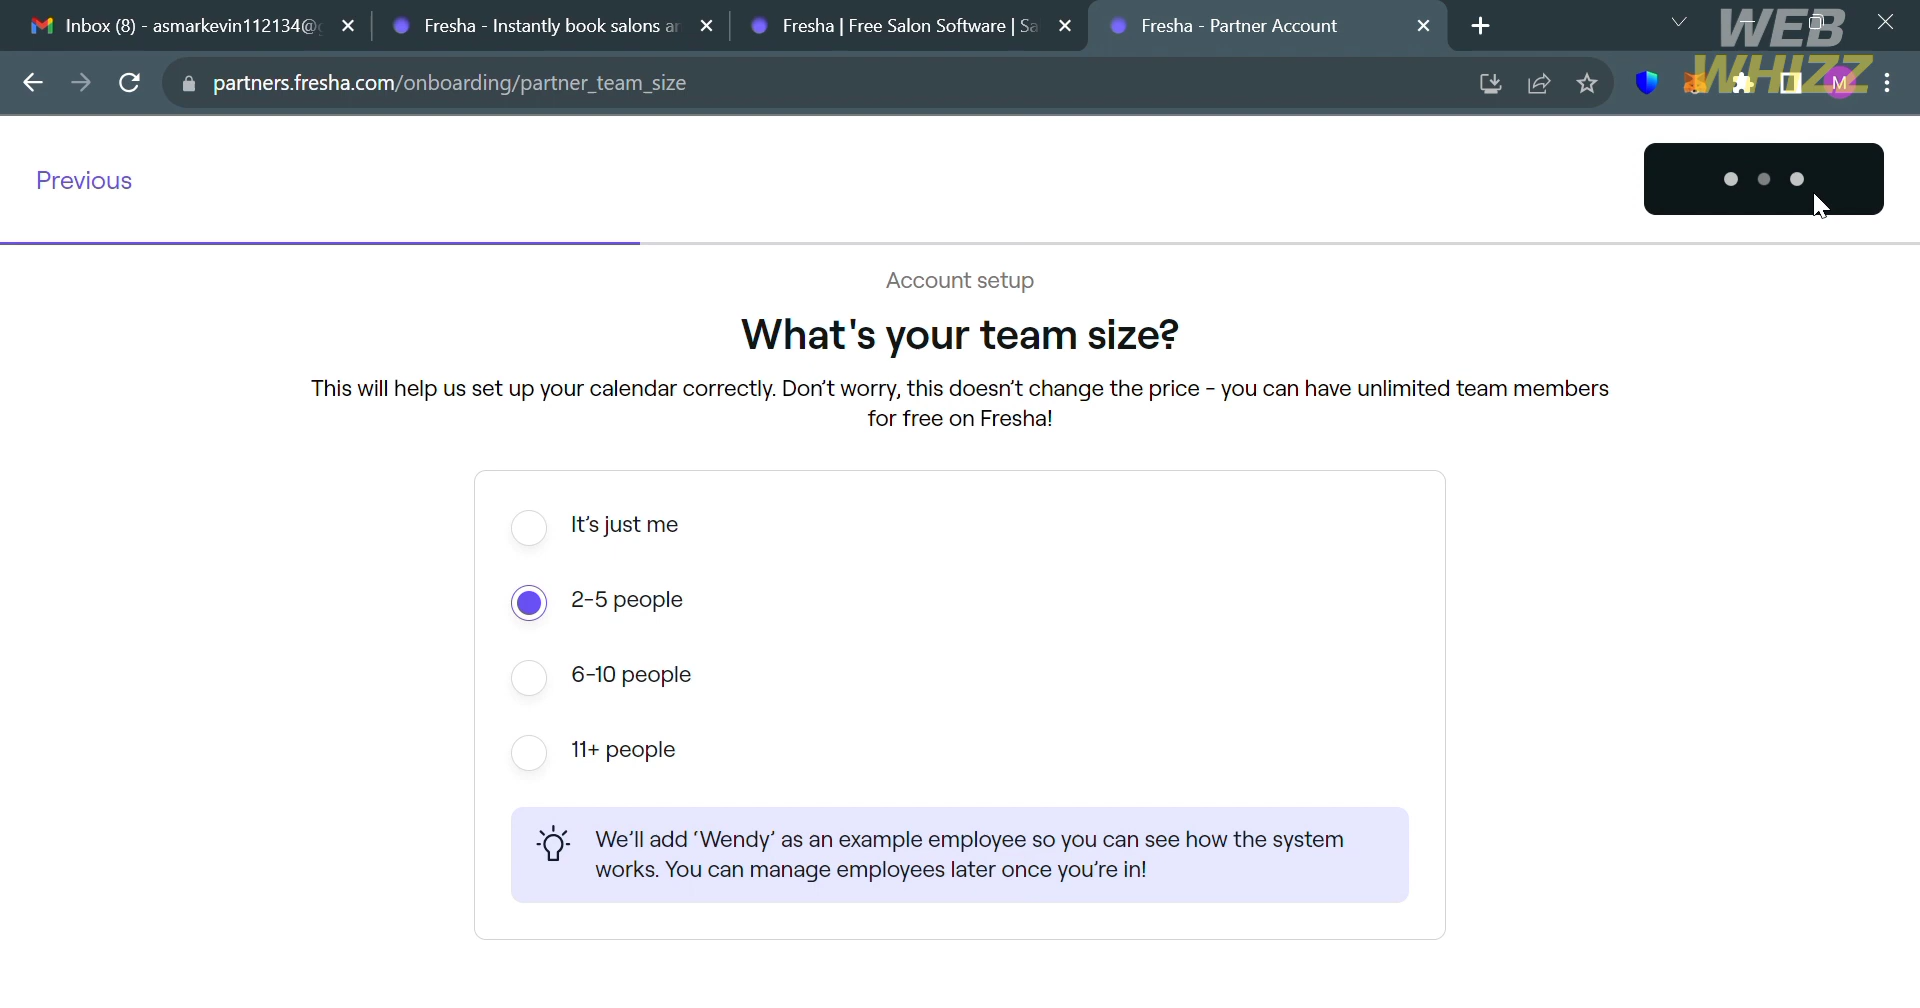 Inbox (8) - asmarkevin112134@
Fresha - Instantly book salons ar
Fresha | Free Salon Software | Sa
Fresha - Partner Account
WEB
WHIZZ
partners.fresha.com/onboarding/partner_team_size
M
Previous
Account setup
What's your team size?
This will help us set up your calendar correctly. Don't worry, this doesn't change the price - you can have unlimited team members
for free on Fresha!
It's just me
2-5 people
6-10 people
11+ people
We'll add ‘Wendy’ as an example employee so you can see how the system
works. You can manage employees later once you're in!